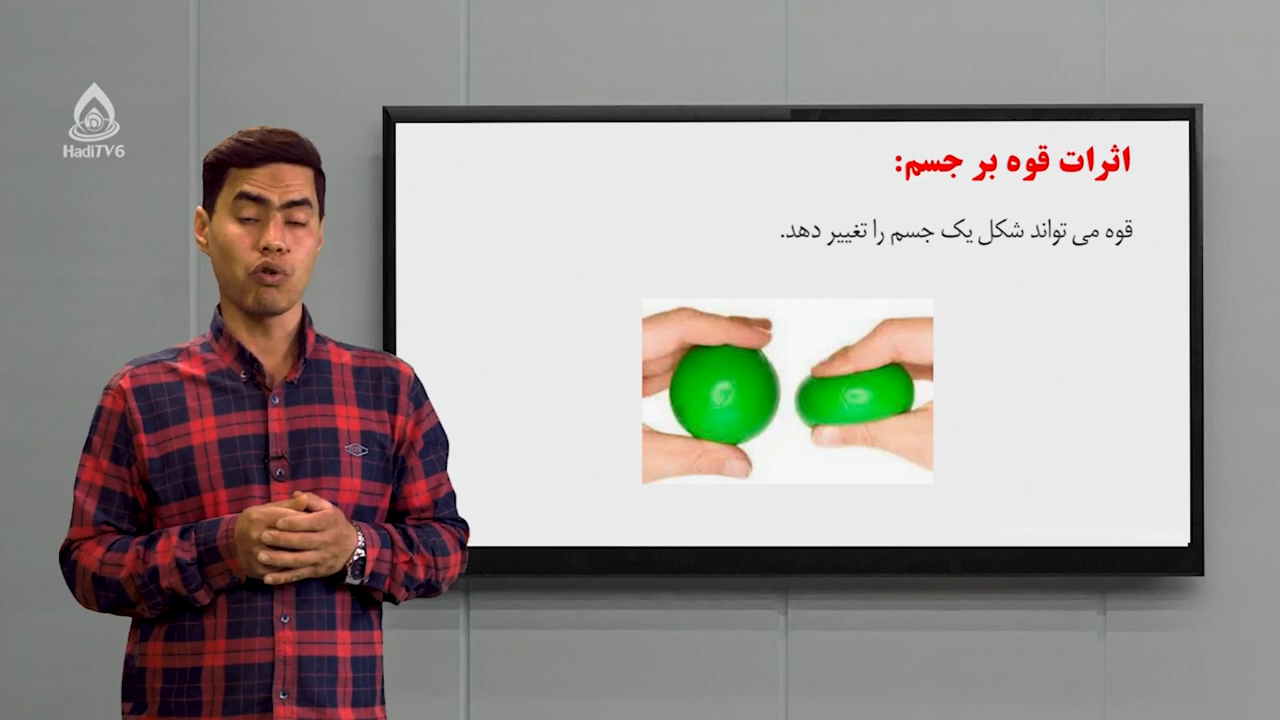 HadiTV6
اثرات قوه بر جسم:
قوه می تواند شکل یک جسم را تغییر دهد.